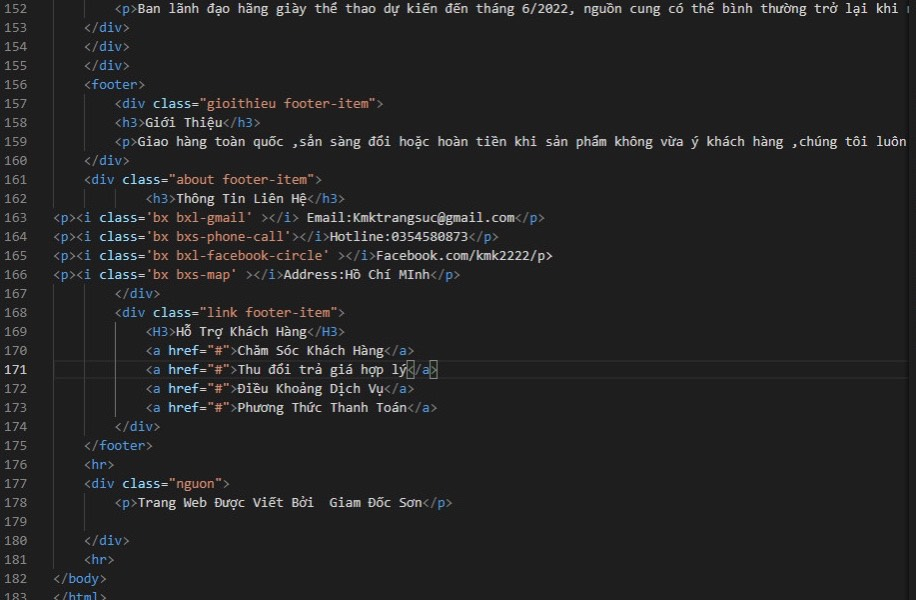 152 <p>Ban lãnh đạo hãng giày thể thao dự kiến đến tháng 6/2022, nguồn cung có thể bình thường trở lại khi
153 </div>
154 </div>
155 </div>
156 <footer>
157 <div class="gioithieu footer-item">
158 <h3>Giới Thiệu</h3>
159 <p>Giao hàng toàn quốc ,sẳn sàng đổi hoặc hoàn tiền khi sản phẩm không vừa ý khách hàng ,chúng tôi luôn
160 </div>
161 <div class="about footer-item">
162 <h3>Thông Tin Liên Hệ</h3>
163 <p><i class='bx bxl-gmail' ></i> Email:Kmktrangsuc@gmail.com</p>
164 <p><i class='bx bxs-phone-call'></i>Hotline:0354580873</p>
165 <p><i class='bx bxl-facebook-circle' ></i>Facebook.com/kmk2222/p>
166 <p><i class='bx bxs-map' ></i>Address:Hồ Chí MInh</p>
167 </div>
168 <div class="link footer-item">
169 <H3>Hỗ Trợ Khách Hàng</H3>
170 <a href="#">Chăm Sóc Khách Hàng</a>
171 <a href="#">Thu đổi trả giá hợp lý</a>
172 <a href="#">Điều Khoảng Dịch Vụ</a>
173 <a href="#">Phương Thức Thanh Toán</a>
174 </div>
175 </footer>
176 <hr>
177 <div class="nguon">
178 <p>Trang Web Được Viết Bởi  Giam Đốc Sơn</p>
179
180 </div>
181 <hr>
182 </body>
183 </html>